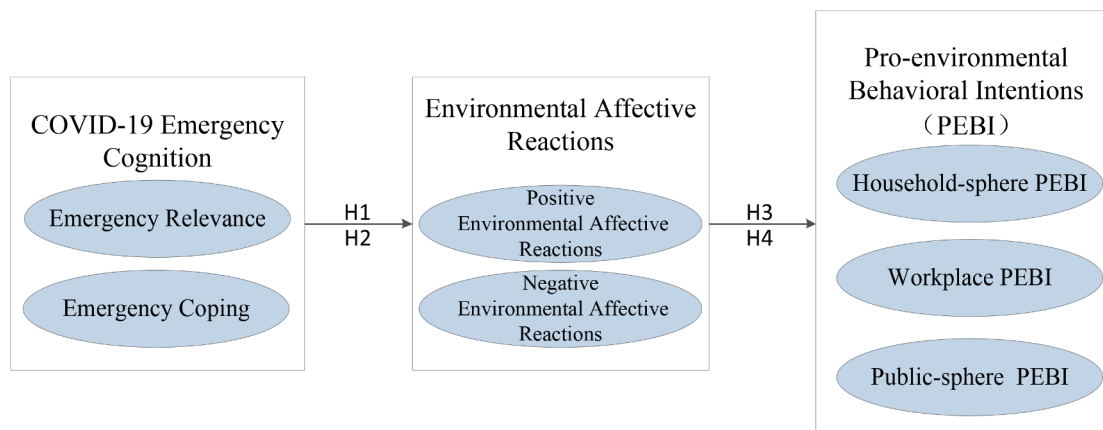 COVID-19 Emergency
Cognition
Emergency Relevance
Emergency Coping
H1
H2
Environmental Affective
Reactions
Positive
Environmental Affective
Reactions
Negative
Environmental Affective
Reactions
H3
H4
Pro-environmental
Behavioral Intentions
（PEBI）
Household-sphere PEBI
Workplace PEBI
Public-sphere PEBI